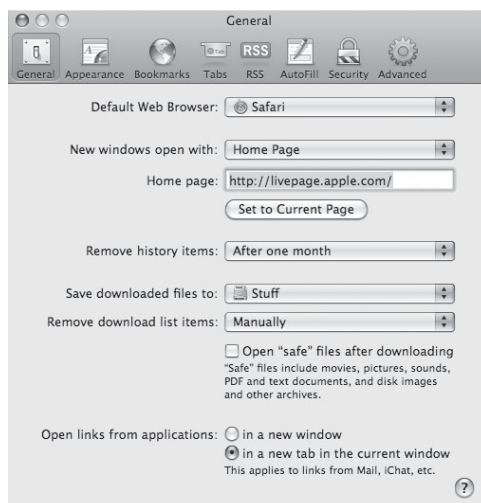 General
General Appearance Bookmarks Tabs RSS AutoFill Security Advanced
Default Web Browser: Safari
New windows open with: Home Page
Home page: http://livepage.apple.com/
Set to Current Page
Remove history items: After one month
Save downloaded files to: Stuff
Remove download list items: Manually
Open “safe” files after downloading
"Safe" files include movies, pictures, sounds,
PDF and text documents, and disk images
and other archives.
Open links from applications: in a new window
in a new tab in the current window
This applies to links from Mail, iChat, etc.
?